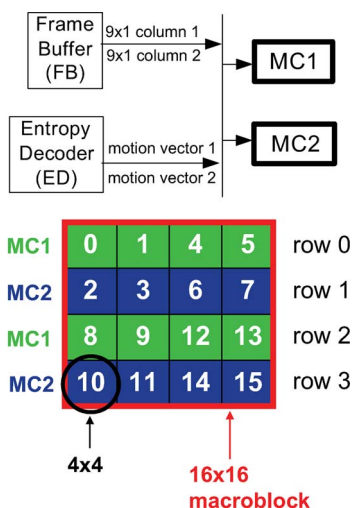 Frame
Buffer
(FB)
9x1 column 1
9x1 column 2
MC1
MC2
Entropy
Decoder
(ED)
motion vector 1
motion vector 2
MC1 0 1 4 5 row 0
MC2 2 3 6 7 row 1
MC1 8 9 12 13 row 2
MC2 10 11 14 15 row 3
4x4
16x16
macroblock